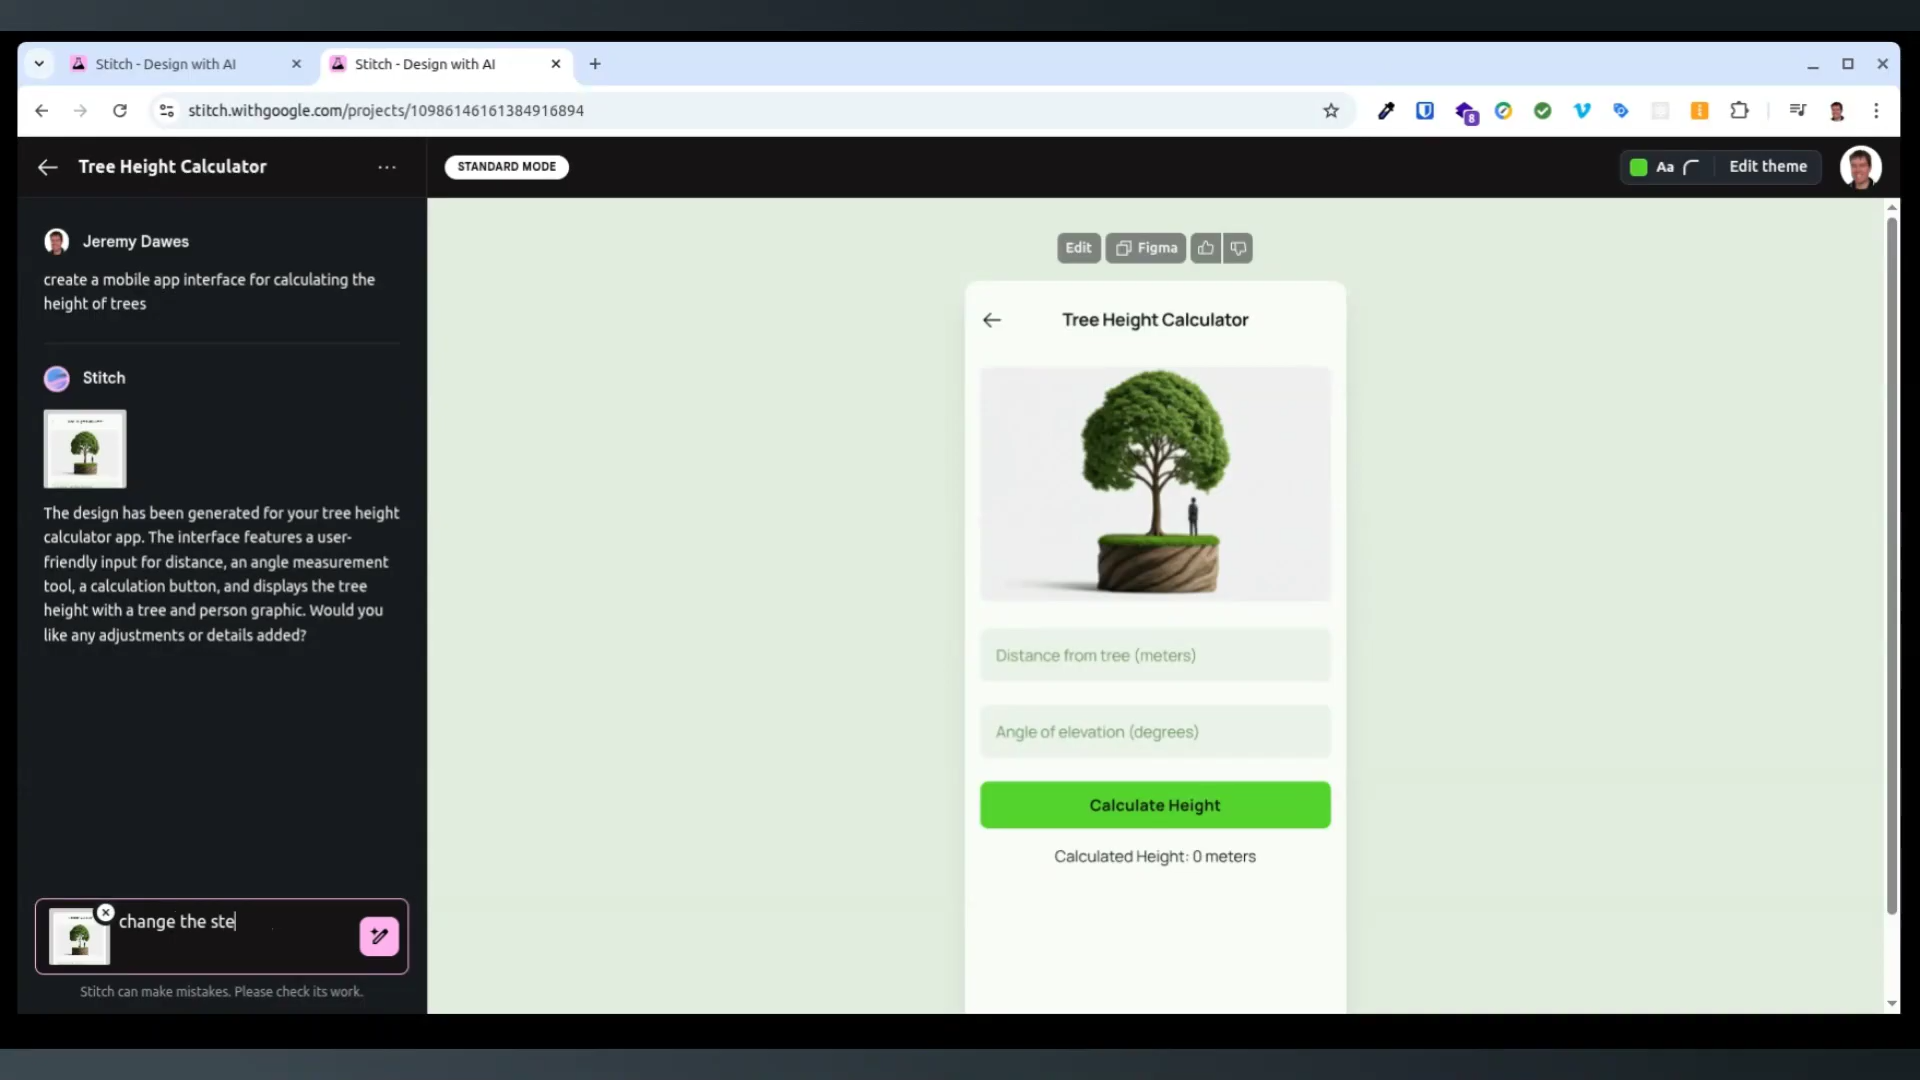 Stitch - Design with AI
Stitch - Design with AI
stitch.withgoogle.com/projects/10986146161384916894
8
Tree Height Calculator
STANDARD MODE
Aa
Edit theme
Jeremy Dawes
create a mobile app interface for calculating the
height of trees
Stitch
The design has been generated for your tree height
calculator app. The interface features a user-
friendly input for distance, an angle measurement
tool, a calculation button, and displays the tree
height with a tree and person graphic. Would you
like any adjustments or details added?
change the ste
Stitch can make mistakes. Please check its work.
Edit
Figma
Tree Height Calculator
Distance from tree (meters)
Angle of elevation (degrees)
Calculate Height
Calculated Height: 0 meters